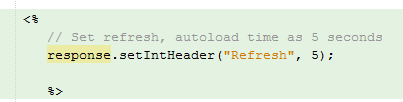 <%
// Set refresh, autoload time as 5 seconds
response.setIntHeader("Refresh", 5);
%>